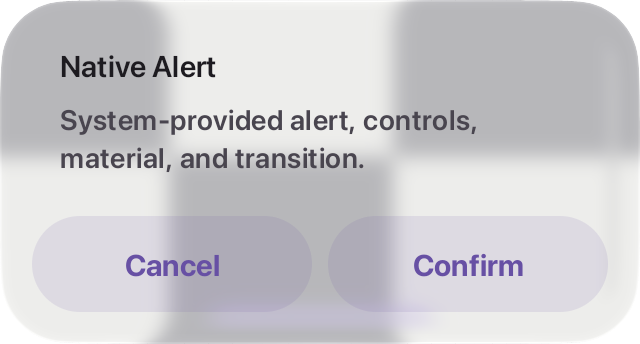 Native Alert
System-provided alert, controls,
material, and transition.
Cancel
Confirm